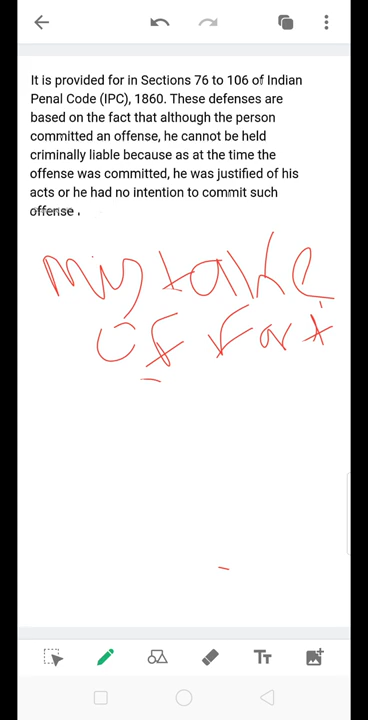 It is provided for in Sections 76 to 106 of Indian
Penal Code (IPC), 1860. These defenses are
based on the fact that although the person
committed an offense, he cannot be held
criminally liable because as at the time the
offense was committed, he was justified of his
acts or he had no intention to commit such
offense .
Mistake
of Fact
Tт